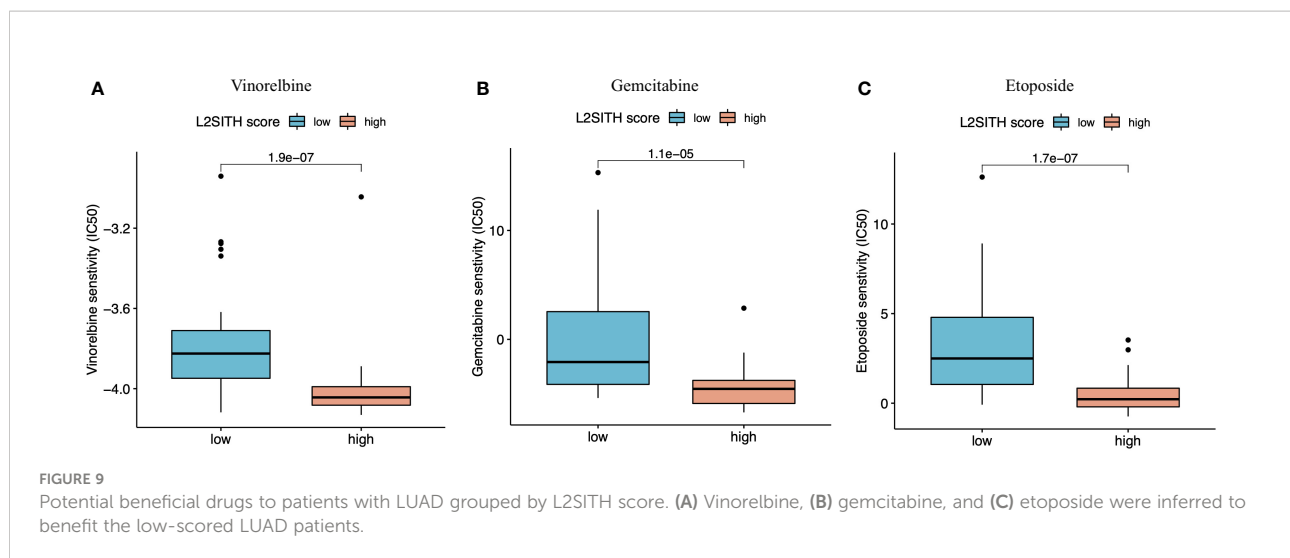 A Vinorelbine
L2SITH score low high
1.9e−07
Vinorelbine senstivity (IC50)
−3.2
−3.6
−4.0
low high
B Gemcitabine
L2SITH score low high
1.1e−05
Gemcitabine senstivity (IC50)
10
0
low high
C Etoposide
L2SITH score low high
1.7e−07
Etoposide senstivity (IC50)
10
5
0
low high
FIGURE 9
Potential beneficial drugs to patients with LUAD grouped by L2SITH score. (A) Vinorelbine, (B) gemcitabine, and (C) etoposide were inferred to
benefit the low-scored LUAD patients.